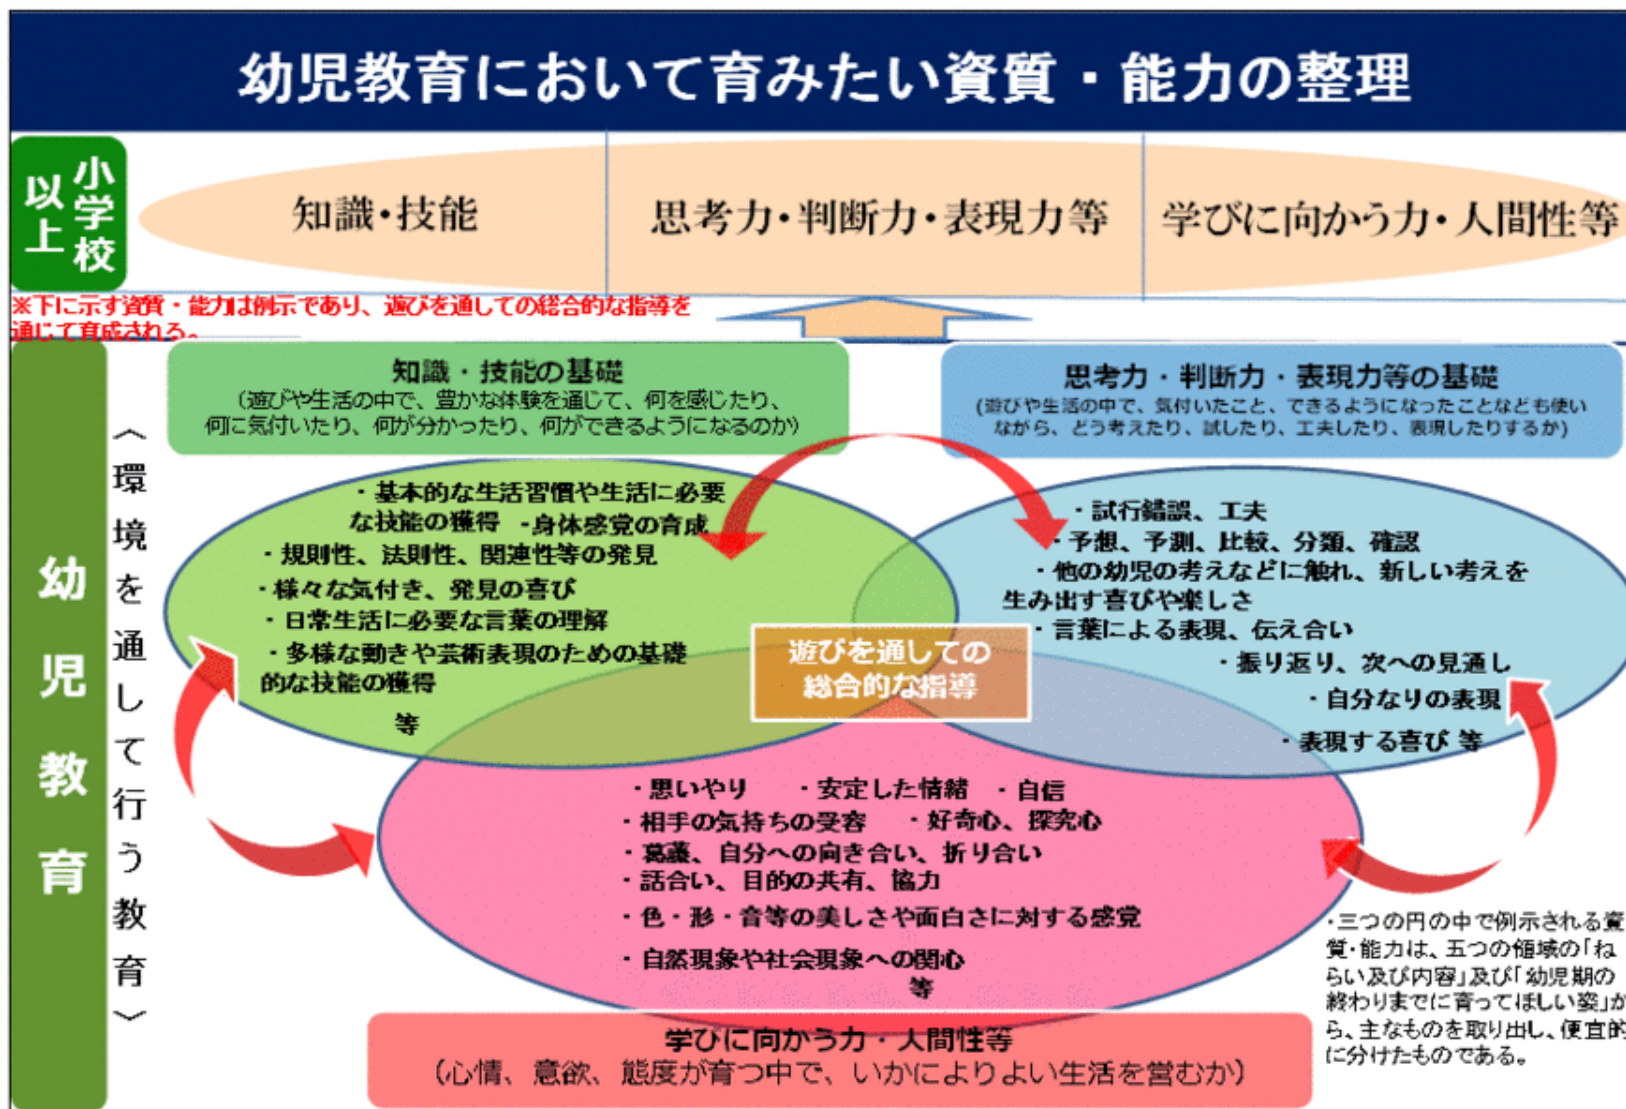 幼児教育において育みたい資質・能力の整理
小学校
以上
知識・技能
思考力・判断力・表現力等
学びに向かう力・人間性等
※下に示す資質・能力は例示であり、遊びを通しての総合的な指導を
通じて育成される。
幼児教育
〈環境を通して行う教育〉
知識・技能の基礎
(遊びや生活の中で、豊かな体験を通じて、何を感じたり、
何に気付いたり、何が分かったり、何ができるようになるのか)
思考力・判断力・表現力等の基礎
(遊びや生活の中で、気付いたこと、できるようになったことなども使い
ながら、どう考えたり、試したり、工夫したり、表現したりするか)
・基本的な生活習慣や生活に必要
な技能の獲得 ・身体感覚の育成
・規則性、法則性、関連性等の発見
・様々な気付き、発見の喜び
・日常生活に必要な言葉の理解
・多様な動きや芸術表現のための基礎
的な技能の獲得
等
・試行錯誤、工夫
・予想、予測、比較、分類、確認
・他の幼児の考えなどに触れ、新しい考えを
生み出す喜びや楽しさ
・言葉による表現、伝え合い
・振り返り、次への見通し
・自分なりの表現
・表現する喜び 等
遊びを通しての
総合的な指導
・思いやり ・安定した情緒 ・自信
・相手の気持ちの受容 ・好奇心、探究心
・葛藤、自分への向き合い、折り合い
・話合い、目的の共有、協力
・色・形・音等の美しさや面白さに対する感覚
・自然現象や社会現象への関心
等
学びに向かう力・人間性等
(心情、意欲、態度が育つ中で、いかによりよい生活を営むか)
・三つの円の中で例示される資
質・能力は、五つの領域の「ね
らい及び内容」及び「幼児期の
終わりまでに育ってほしい姿」か
ら、主なものを取り出し、便宜的
に分けたものである。